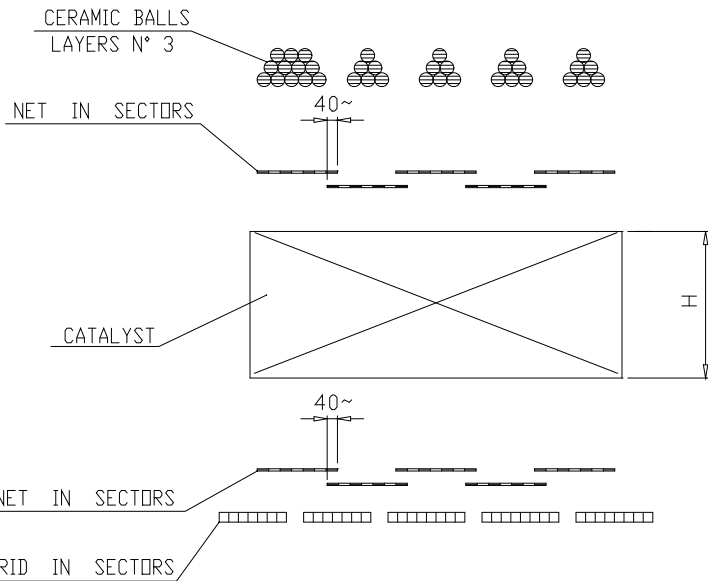 CERAMIC BALLS
LAYERS N° 3
40~
NET IN SECTORS
H
CATALYST
40~
NET IN SECTORS
RID IN SECTORS